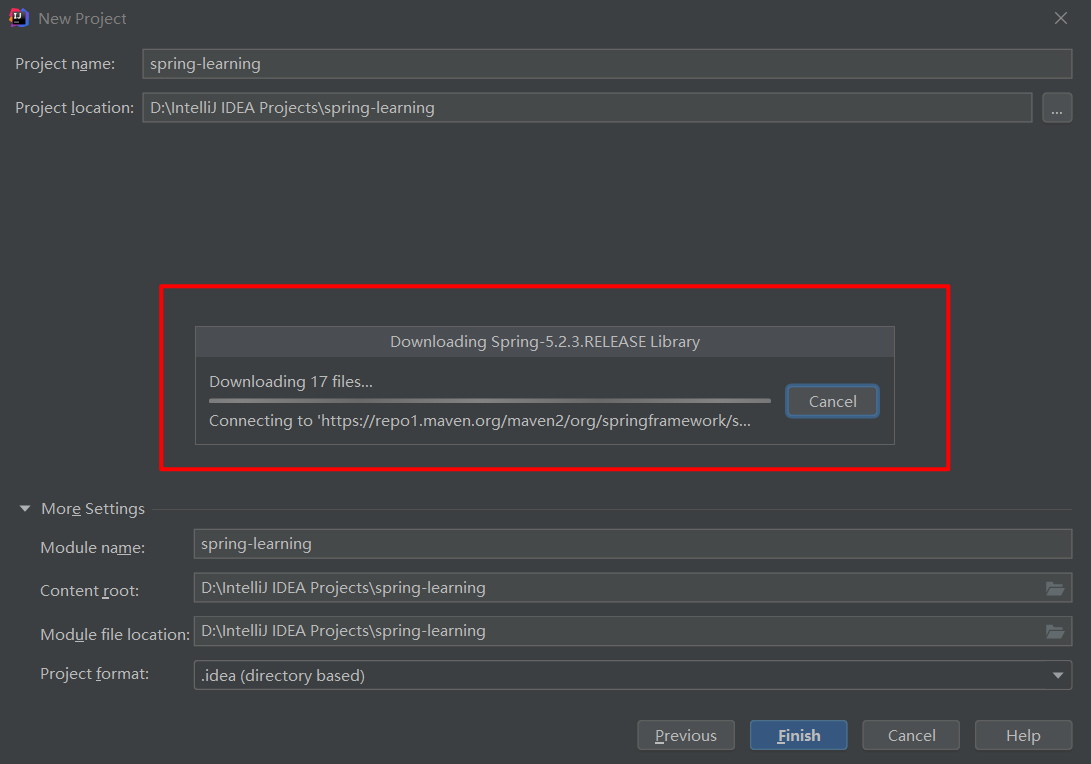 New Project
Project name: spring-learning
Project location: D:\IntelliJ IDEA Projects\spring-learning ...
Downloading Spring-5.2.3.RELEASE Library
Downloading 17 files...
Cancel
Connecting to 'https://repo1.maven.org/maven2/org/springframework/s...
More Settings
Module name: spring-learning
Content root: D:\IntelliJ IDEA Projects\spring-learning
Module file location: D:\IntelliJ IDEA Projects\spring-learning
Project format: .idea (directory based)
Previous Finish Cancel Help